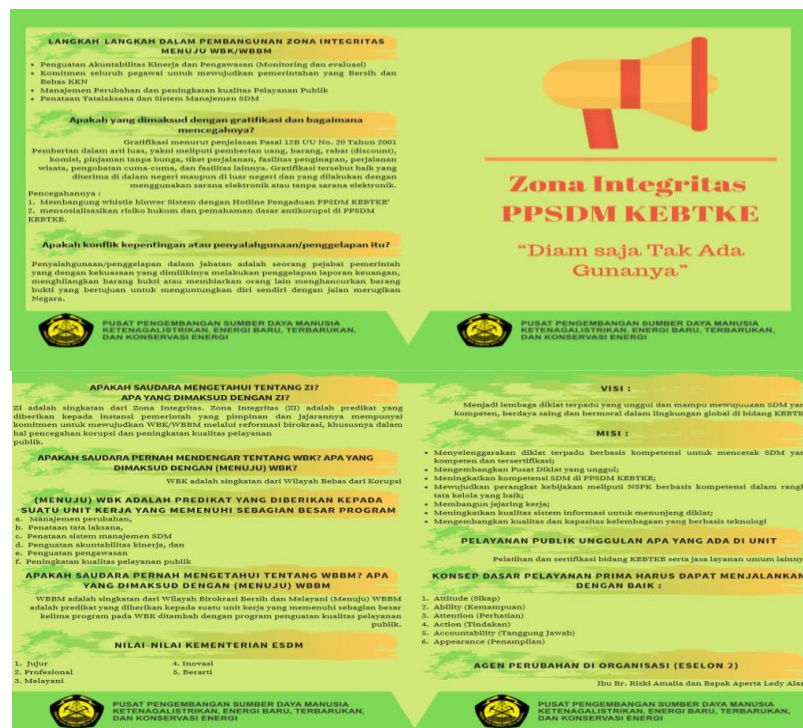 LANGKAH-LANGKAH DALAM PEMBANGUNAN ZONA INTEGRITAS
MENUJU WBK/WBBM
• Penguatan Akuntabilitas Kinerja dan Pengawasan (Monitoring dan evaluasi)
• Komitmen seluruh pegawai untuk mewujudkan pemerintahan yang Bersih dan
Bebas KKN
• Manajemen Perubahan dan peningkatan kualitas Pelayanan Publik
• Penataan Tatalaksana dan Sistem Manajemen SDM
Apakah yang dimaksud dengan gratifikasi dan bagaimana
mencegahnya?
Gratifikasi menurut penjelasan Pasal 12B UU No. 20 Tahun 2001
Pemberian dalam arti luas, yakni meliputi pemberian uang, barang, rabat (discount),
komisi, pinjaman tanpa bunga, tiket perjalanan, fasilitas penginapan, perjalanan
wisata, pengobatan cuma-cuma, dan fasilitas lainnya. Gratifikasi tersebut baik yang
diterima di dalam negeri maupun di luar negeri dan yang dilakukan dengan
menggunakan sarana elektronik atau tanpa sarana elektronik.
Pencegahannya :
1. Membangung whistle blower Sistem dengan Hotline Pengaduan PPSDM KEBTKE'
2. mensosialisasikan risiko hukum dan pemahaman dasar antikorupsi di PPSDM
KEBTKE.
Apakah konflik kepentingan atau penyalahgunaan/penggelapan itu?
Penyalahgunaan/penggelapan dalam jabatan adalah seorang pejabat pemerintah
yang dengan kekuasaan yang dimilikinya melakukan penggelapan laporan keuangan,
menghilangkan barang bukti atau membiarkan orang lain menghancurkan barang
bukti yang bertujuan untuk menguntungkan diri sendiri dengan jalan merugikan
Negara.
PUSAT PENGEMBANGAN SUMBER DAYA MANUSIA
KETENAGALISTRIKAN, ENERGI BARU, TERBARUKAN,
DAN KONSERVASI ENERGI
Zona Integritas
PPSDM KEBTKE
“Diam saja Tak Ada
Gunanya”
PUSAT PENGEMBANGAN SUMBER DAYA MANUSIA
KETENAGALISTRIKAN, ENERGI BARU, TERBARUKAN,
DAN KONSERVASI ENERGI
APAKAH SAUDARA MENGETAHUI TENTANG ZI?
APA YANG DIMAKSUD DENGAN ZI?
ZI adalah singkatan dari Zona Integritas. Zona Integritas (ZI) adalah predikat yang
diberikan kepada Instansi pemerintah yang pimpinan dan jajarannya mempunyai
komitmen untuk mewujudkan WBK/WBBM melalui reformasi birokrasi, khususnya dalam
hal pencegahan korupsi dan peningkatan kualitas pelayanan
publik.
APAKAH SAUDARA PERNAH MENDENGAR TENTANG WBK? APA YANG
DIMAKSUD DENGAN (MENUJU) WBK?
WBK adalah singkatan dari Wilayah Bebas dari Korupsi
(MENUJU) WBK ADALAH PREDIKAT YANG DIBERIKAN KEPADA
SUATU UNIT KERJA YANG MEMENUHI SEBAGIAN BESAR PROGRAM
a. Manajemen perubahan,
b. Penataan tata laksana,
c. Penataan sistem manajemen SDM
d. Penguatan akuntabilitas kinerja, dan
e. Penguatan pengawasan
f. Peningkatan kualitas pelayanan publik
APAKAH SAUDARA PERNAH MENGETAHUI TENTANG WBBM? APA
YANG DIMAKSUD DENGAN (MENUJU) WBBM
WBBM adalah singkatan dari Wilayah Birokrasi Bersih dan Melayani (Menuju) WBBM
adalah predikat yang diberikan kepada suatu unit kerja yang memenuhi sebagian besar
kelima program pada WBK ditambah dengan program penguatan kualitas pelayanan
publik.
NILAI-NILAI KEMENTERIAN ESDM
1. Jujur
2. Profesional
3. Melayani
4. Inovasi
5. Berarti
PUSAT PENGEMBANGAN SUMBER DAYA MANUSIA
KETENAGALISTRIKAN, ENERGI BARU, TERBARUKAN,
DAN KONSERVASI ENERGI
VISI :
Menjadi lembaga diklat terpadu yang unggul dan mampu mewujudkan SDM yan
kompeten, berdaya saing dan bermoral dalam lingkungan global di bidang KEBTK
MISI :
• Menyelenggarakan diklat terpadu berbasis kompetensi untuk mencetak SDM yan
kompeten dan tersertifikasi;
• Mengembangkan Pusat Diklat yang unggul;
• Meningkatkan kompetensi SDM di PPSDM KEBTKE;
• Mewujudkan perangkat kebijakan meliputi NSPK berbasis kompetensi dalam rangk
tata kelola yang baik;
• Membangun jejaring kerja;
• Meningkatkan kualitas sistem informasi untuk menunjang diklat;
• Mengembangkan kualitas dan kapasitas kelembagaan yang berbasis teknologi
PELAYANAN PUBLIK UNGGULAN APA YANG ADA DI UNIT
Pelatihan dan sertifikasi bidang KEBTKE serta jasa layanan umum lainny
KONSEP DASAR PELAYANAN PRIMA HARUS DAPAT MENJALANKAN
DENGAN BAIK :
1. Attitude (Sikap)
2. Ability (Kemampuan)
3. Attention (Perhatian)
4. Action (Tindakan)
5. Accountability (Tanggung Jawab)
6. Appearance (Penampilan)
AGEN PERUBAHAN DI ORGANISASI (ESELON 2)
Ibu Rr. Rizki Amalia dan Bapak Aperta Ledy Alam
PUSAT PENGEMBANGAN SUMBER DAYA MANUSIA
KETENAGALISTRIKAN, ENERGI BARU, TERBARUKAN,
DAN KONSERVASI ENERGI